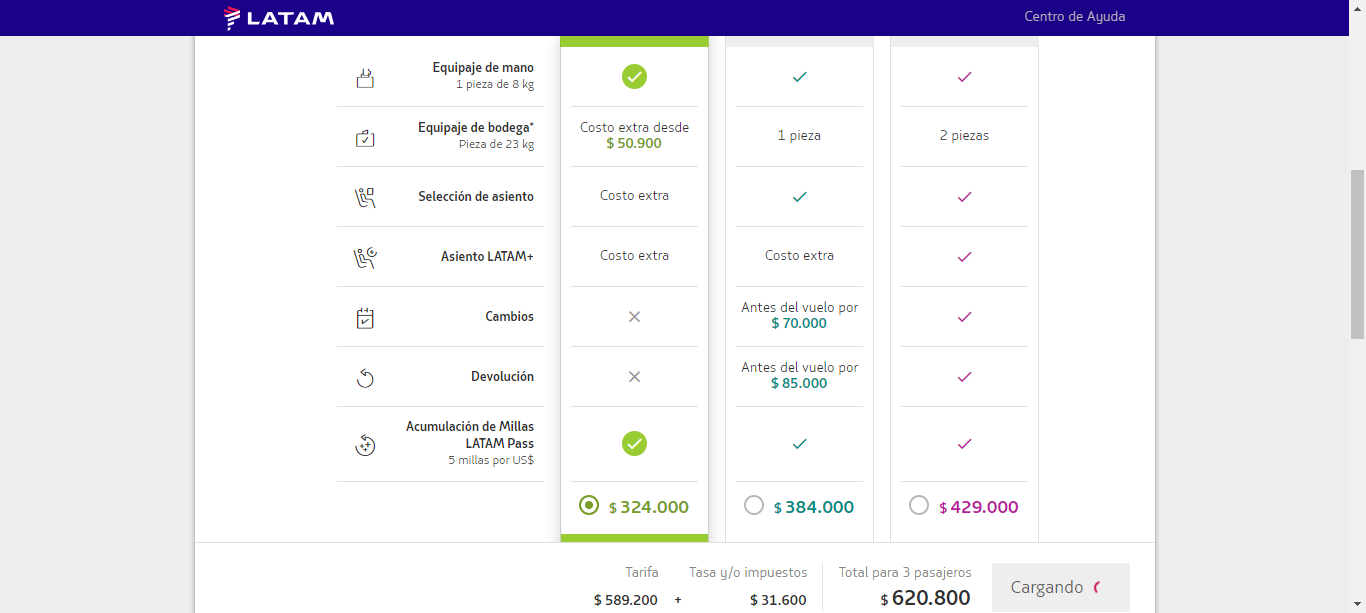 LATAM
Centro de Ayuda
Equipaje de mano
1 pieza de 8 kg
Equipaje de bodega*
Pieza de 23 kg
Costo extra desde
$ 50.900
1 pieza
2 piezas
Selección de asiento
Costo extra
Asiento LATAM+
Costo extra
Costo extra
Cambios
Antes del vuelo por
$ 70.000
Devolución
Antes del vuelo por
$ 85.000
Acumulación de Millas
LATAM Pass
5 millas por US$
$ 324.000
$ 384.000
$ 429.000
Tarifa
Tasa y/o impuestos
Total para 3 pasajeros
$ 589.200
+
$ 31.600
$ 620.800
Cargando